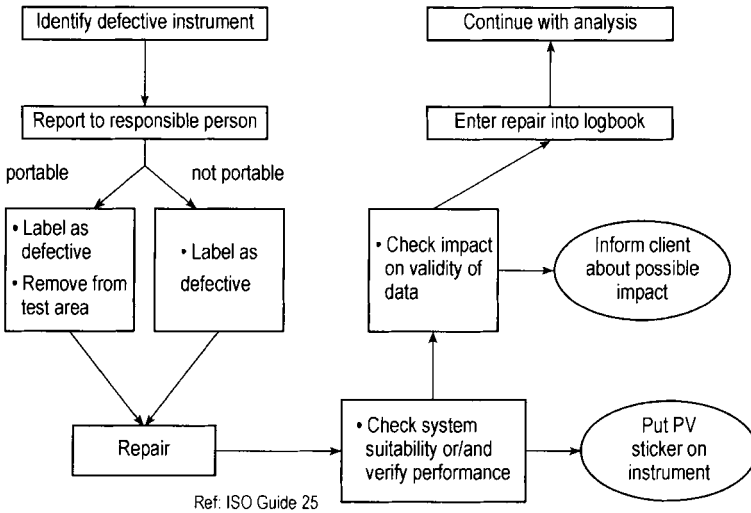 Identify defective instrument
Report to responsible person
portable
not portable
• Label as
defective
• Remove from
test area
• Label as
defective
Repair
• Check system
suitability or/and
verify performance
Put PV
sticker on
instrument
• Check impact
on validity of
data
Inform client
about possible
impact
Enter repair into logbook
Continue with analysis
Ref: ISO Guide 25